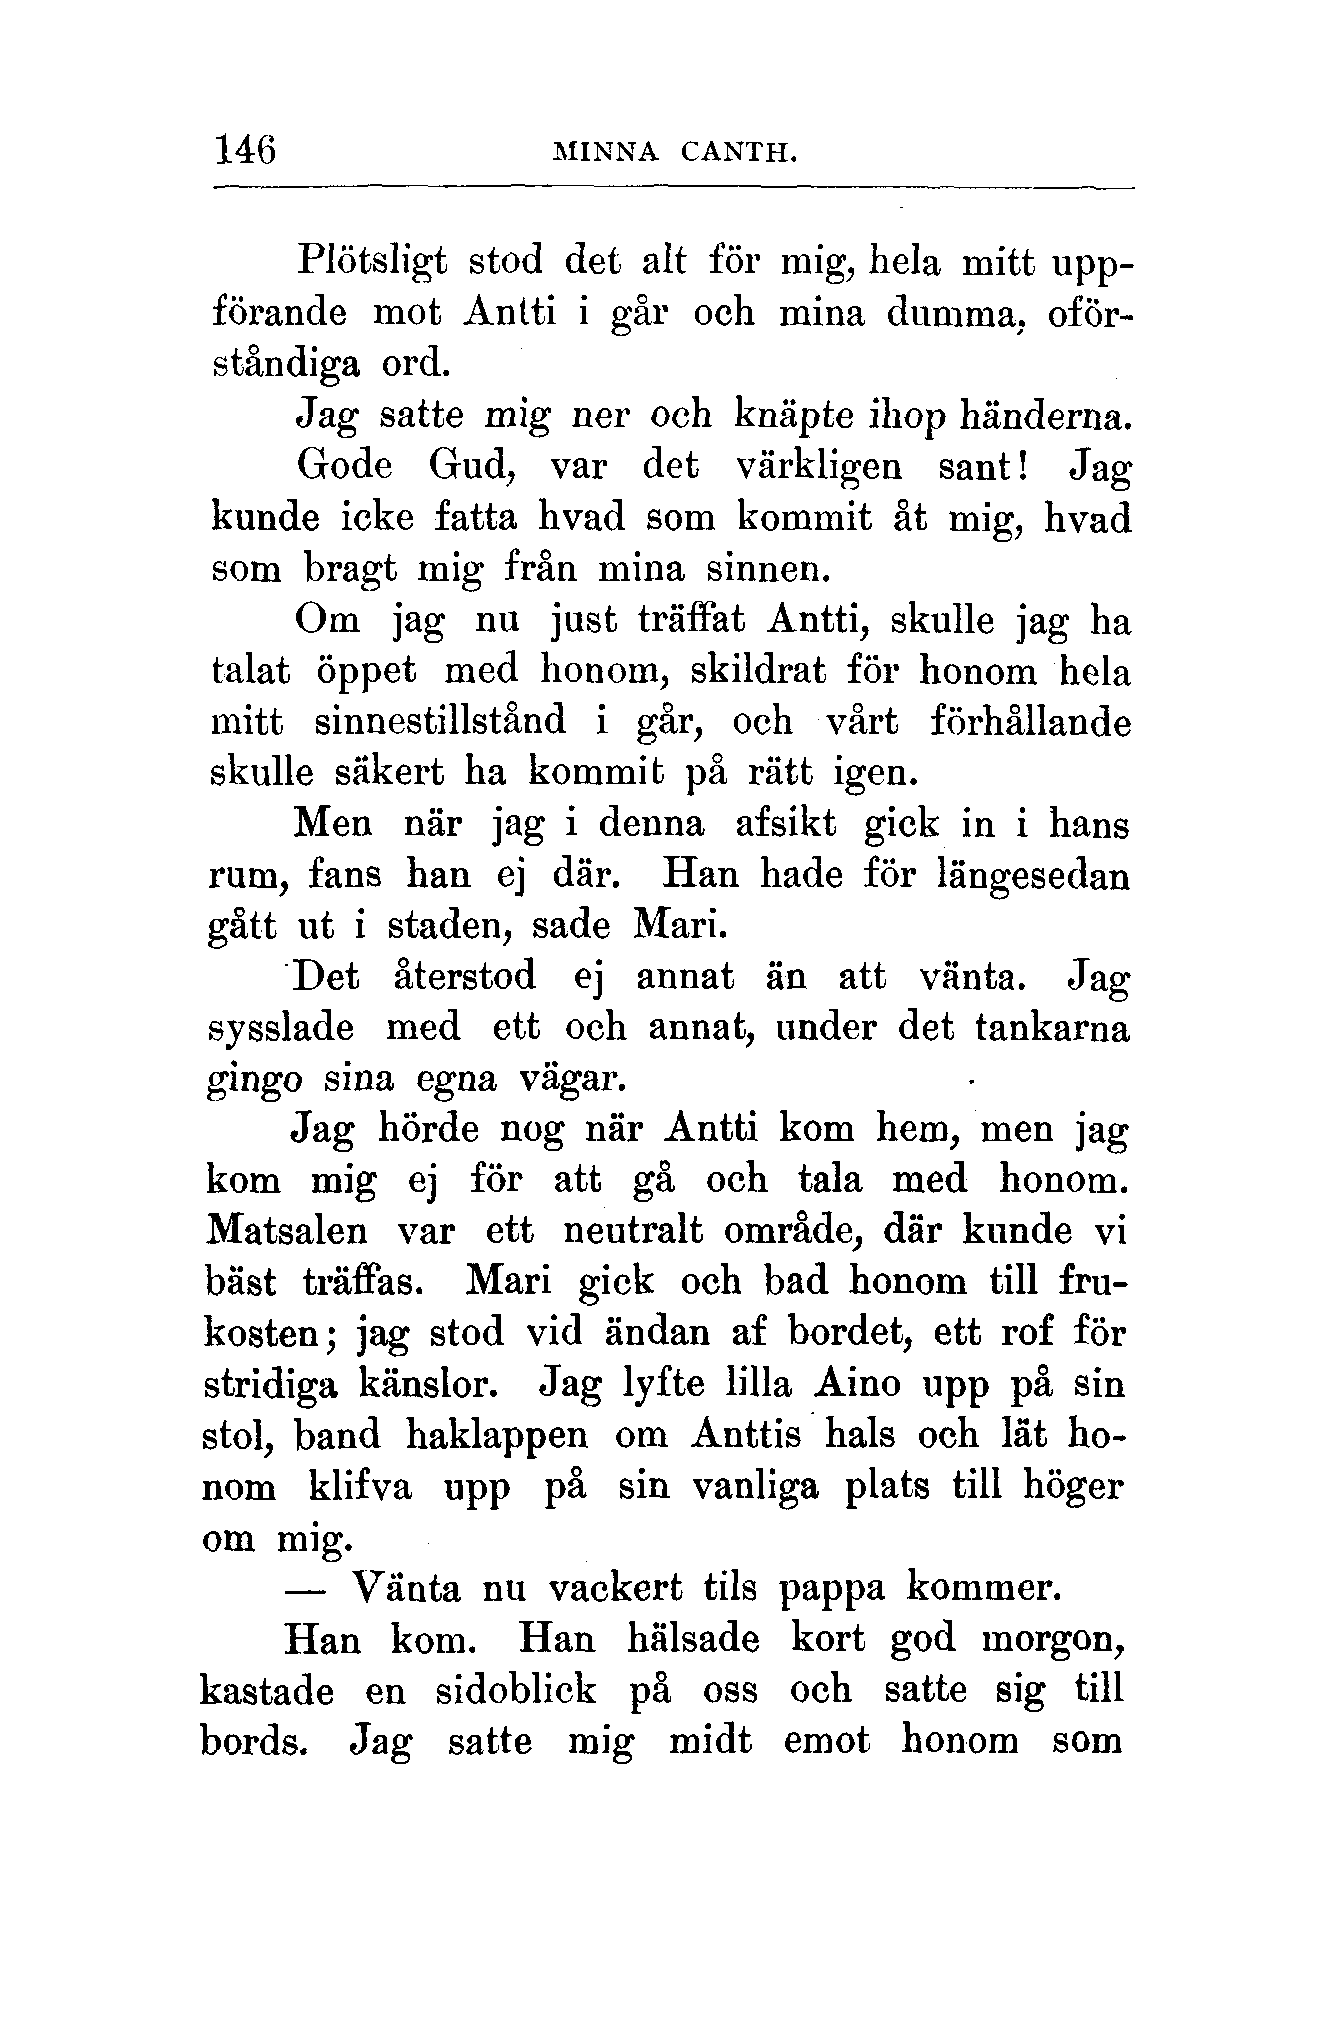 146 MINNA CANTH.
Plötsligt stod det alt för mig, hela mitt upp-
förande mot Antti i går och mina dumma, oför-
ståndiga ord.
Jag satte mig ner och knäpte ihop händerna.
Gode Gud, var det värkligen sant! Jag
kunde icke fatta hvad som kommit åt mig, hvad
som bragt mig från mina sinnen.
Om jag nu just träffat Antti, skulle jag ha
talat öppet med honom, skildrat för honom hela
mitt sinnestillstånd i går, och vårt förhållande
skulle säkert ha kommit på rätt igen.
Men när jag i denna afsikt gick in i hans
rum, fans han ej där. Han hade för längesedan
gått ut i staden, sade Mari.
Det återstod ej annat än att vänta. Jag
sysslade med ett och annat, under det tankarna
gingo sina egna vägar.
Jag hörde nog när Antti kom hem, men jag
kom mig ej för att gå och tala med honom.
Matsalen var ett neutralt område, där kunde vi
bäst träffas. Mari gick och bad honom till fru-
kosten; jag stod vid ändan af bordet, ett rof för
stridiga känslor. Jag lyfte lilla Aino upp på sin
stol, band haklappen om Anttis hals och lät ho-
nom klifva upp på sin vanliga plats till höger
om mig.
— Vänta nu vackert tils pappa kommer.
Han kom. Han hälsade kort god morgon,
kastade en sidoblick på oss och satte sig till
bords. Jag satte mig midt emot honom som